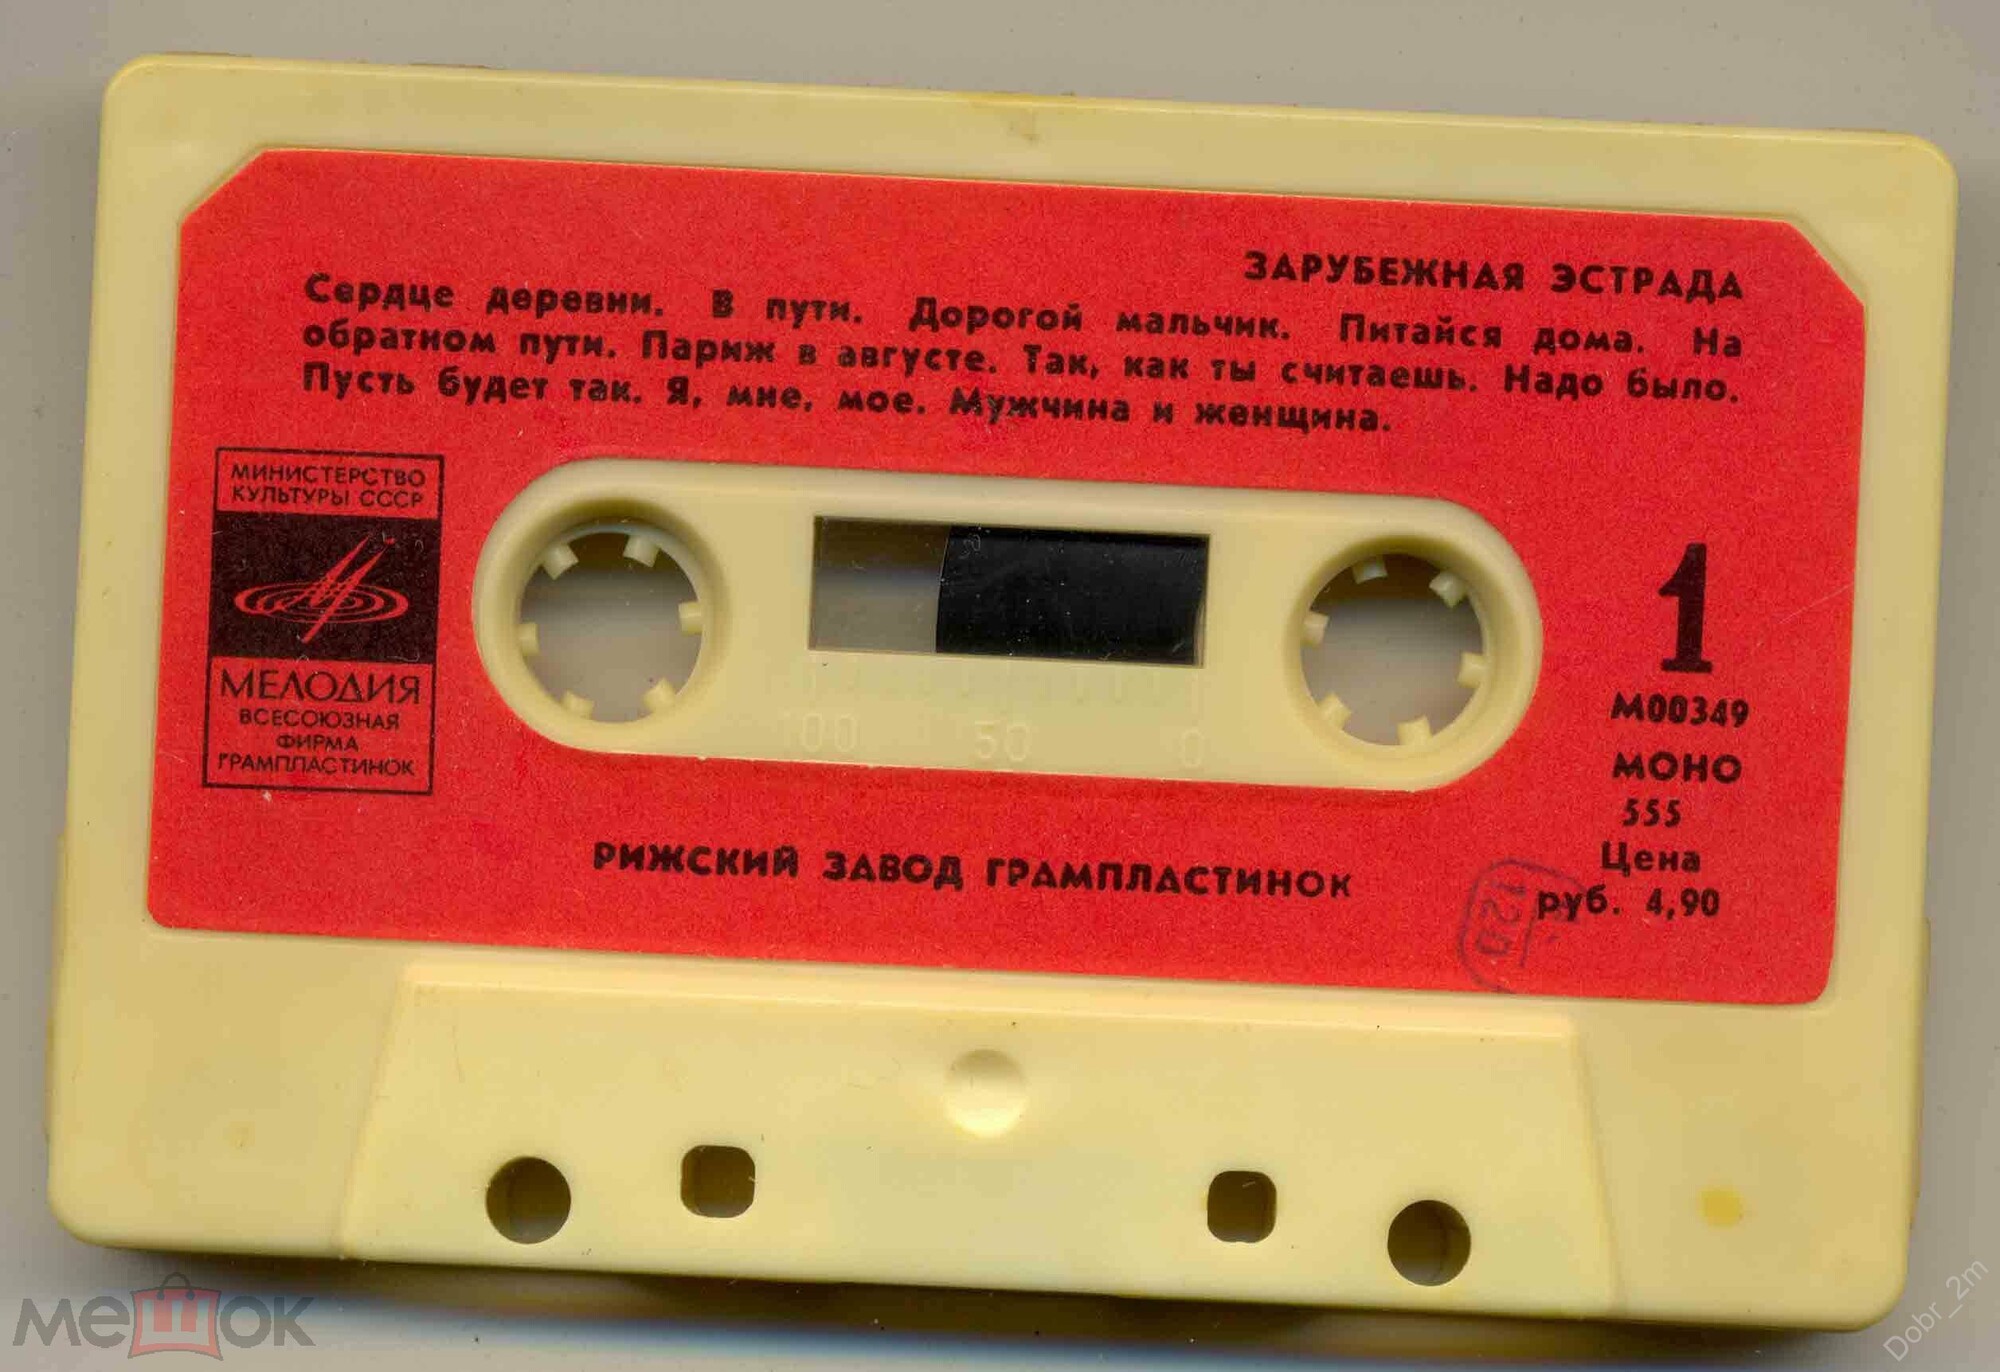 ЗАРУБЕЖНАЯ ЭСТРАДА
Сердце деревни. В пути. Дорогой мальчик. Питайся дома. На
обратном пути. Париж в августе. Так, как ты считаешь. Надо было.
Пусть будет так. Я, мне, мое. Мужчина и женщина.
МИНИСТЕРСТВО
КУЛЬТУРЫ СССР
МЕЛОДИЯ
ВСЕСОЮЗНАЯ
ФИРМА
ГРАМПЛАСТИНОК
1
М00349
МОНО
555
Цена
руб. 4,90
100 50 0
РИЖСКИЙ ЗАВОД ГРАМПЛАСТИНОК
120
мешок
Dobr_2m